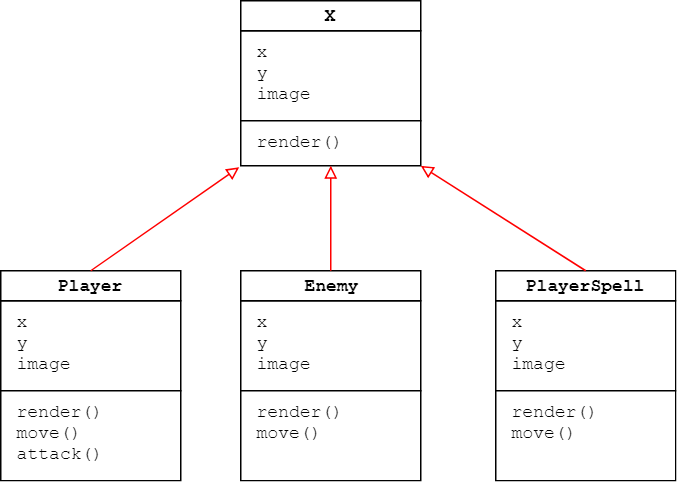 X
x
y
image
render()
Player
x
y
image
render()
move()
attack()
Enemy
x
y
image
render()
move()
PlayerSpell
x
y
image
render()
move()